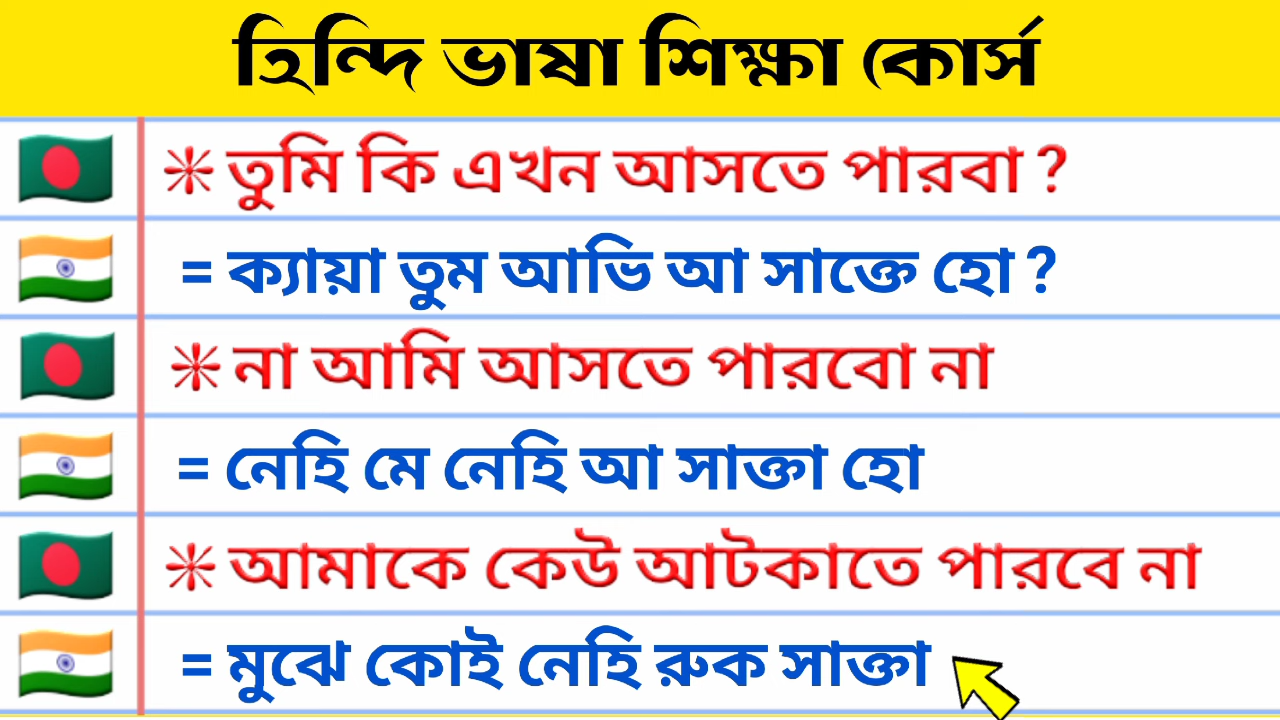 হিন্দি ভাষা শিক্ষা কোর্স
* তুমি কি এখন আসতে পারবা ?
= ক্যায়া তুম আভি আ সাক্তে হো ?
* না আমি আসতে পারবো না
= নেহি মে নেহি আ সাক্তা হো
* আমাকে কেউ আটকাতে পারবে না
= মুঝে কোই নেহি রুক সাক্তা